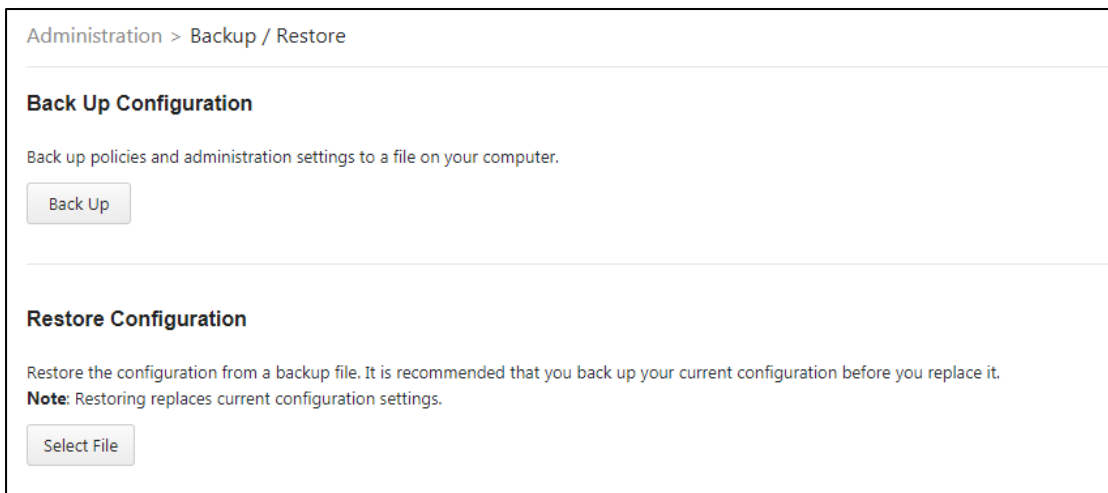 Administration > Backup / Restore
Back Up Configuration
Back up policies and administration settings to a file on your computer.
Back Up
Restore Configuration
Restore the configuration from a backup file. It is recommended that you back up your current configuration before you replace it.
Note: Restoring replaces current configuration settings.
Select File